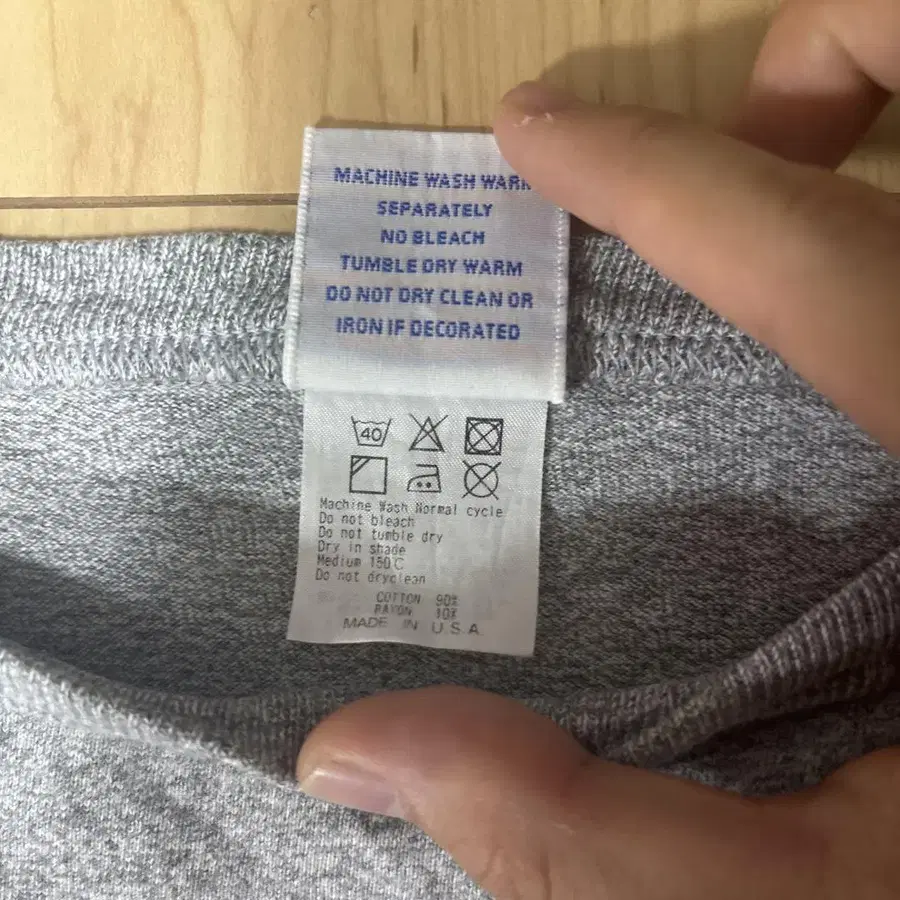 MACHINE WASH WARM
SEPARATELY
NO BLEACH
TUMBLE DRY WARM
DO NOT DRY CLEAN OR
IRON IF DECORATED
40
Machine Wash Normal cycle
Do not bleach
Do not tumble dry
Dry in shade
Medium 150℃
Do not dryclean
COTTON 90%
RAYON 10%
MADE IN U.S.A